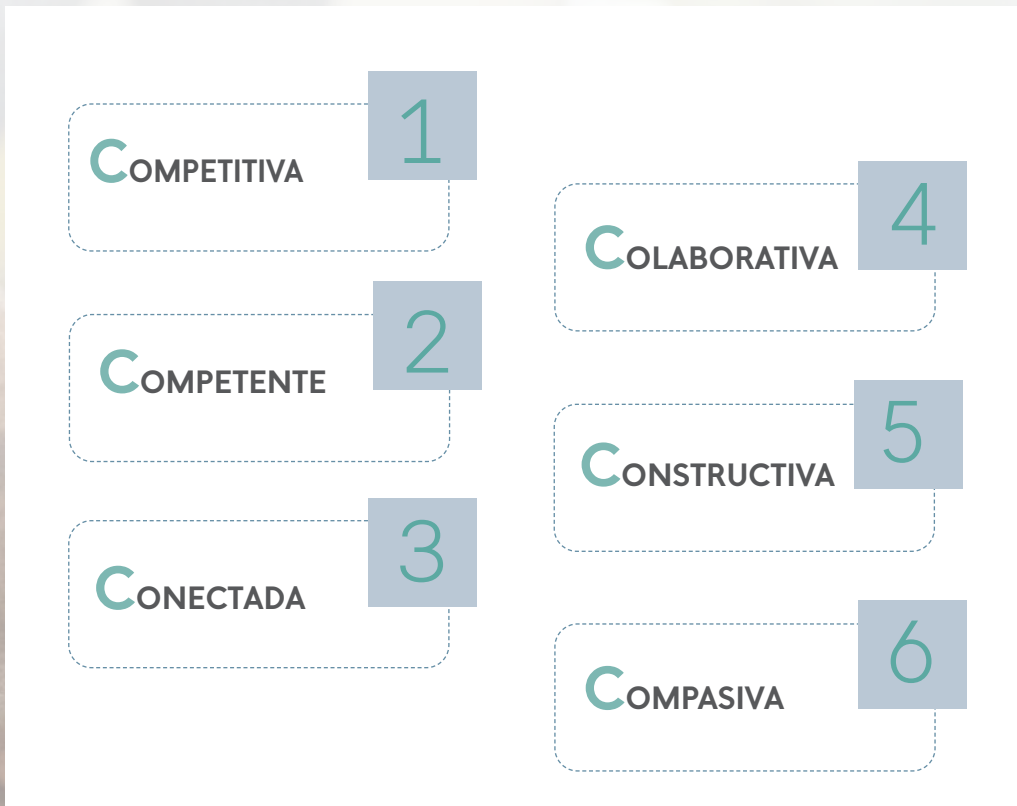 1
COMPETITIVA
2
COMPETENTE
3
CONECTADA
4
COLABORATIVA
5
CONSTRUCTIVA
6
COMPASIVA